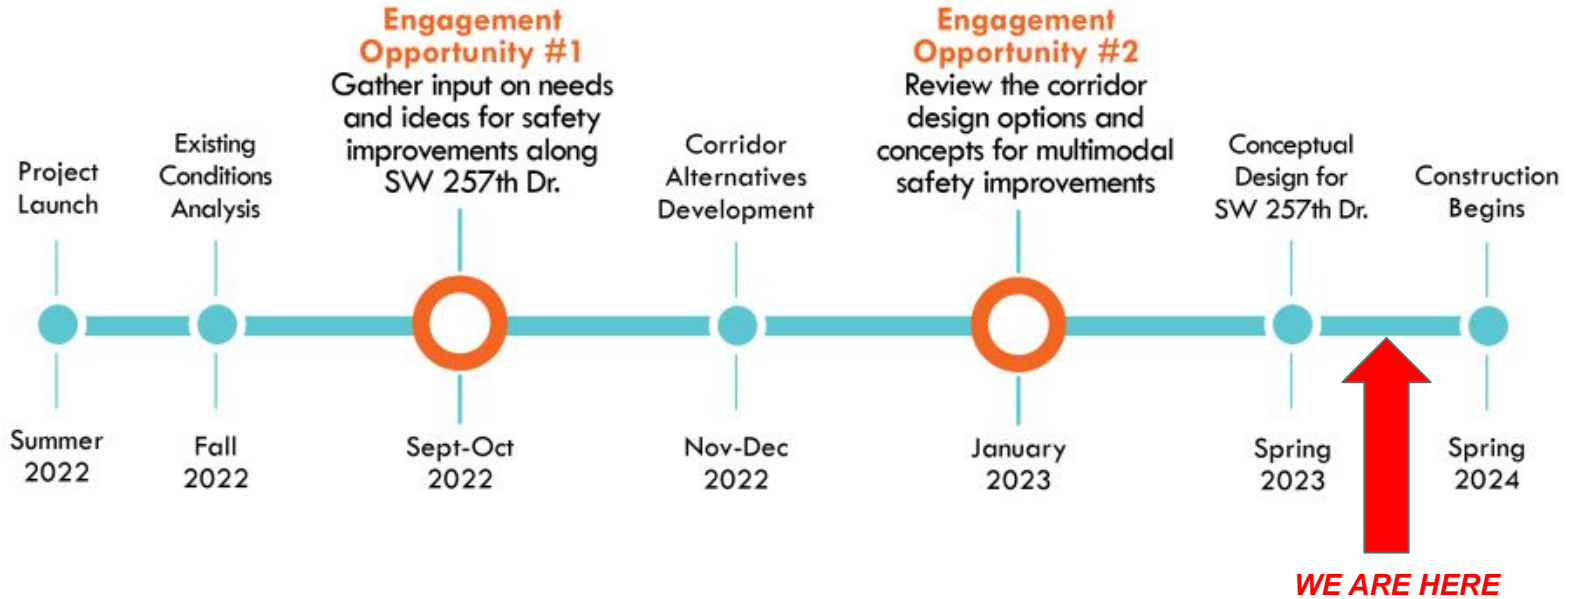 Project
Launch
Summer
2022
Existing
Conditions
Analysis
Fall
2022
Engagement
Opportunity #1
Gather input on needs
and ideas for safety
improvements along
SW 257th Dr.
Sept-Oct
2022
Corridor
Alternatives
Development
Nov-Dec
2022
Engagement
Opportunity #2
Review the corridor
design options and
concepts for multimodal
safety improvements
January
2023
Conceptual
Design for
SW 257th Dr.
Spring
2023
Construction
Begins
Spring
2024
WE ARE HERE